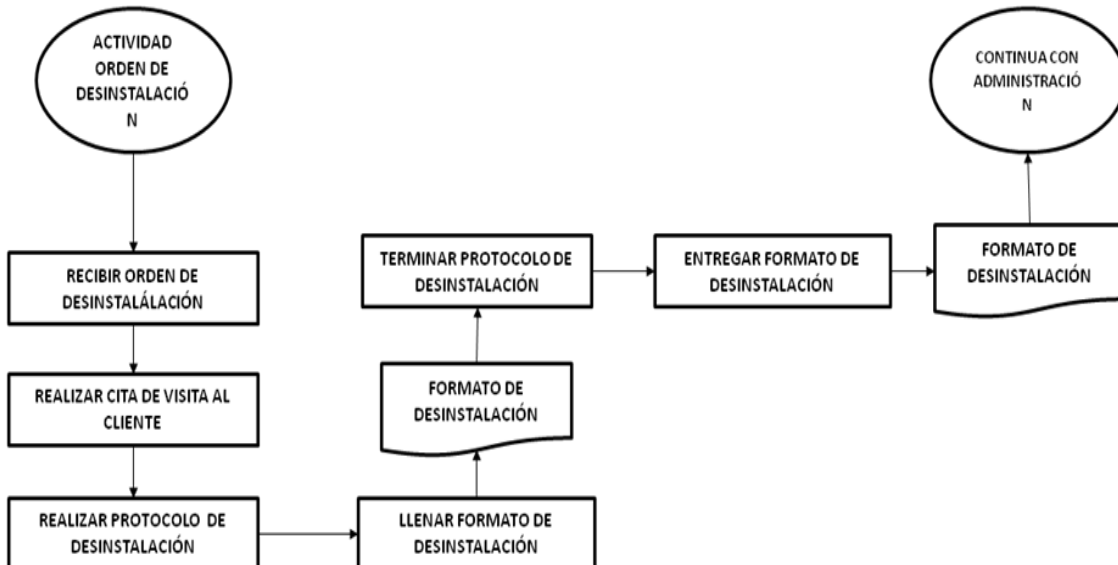 ACTIVIDAD
ORDEN DE
DESINSTALACIÓ
N
RECIBIR ORDEN DE
DESINSTALÁLACIÓN
REALIZAR CITA DE VISITA AL
CLIENTE
REALIZAR PROTOCOLO DE
DESINSTALACIÓN
LLENAR FORMATO DE
DESINSTALACIÓN
FORMATO DE
DESINSTALACIÓN
TERMINAR PROTOCOLO DE
DESINSTALACIÓN
ENTREGAR FORMATO DE
DESINSTALACIÓN
FORMATO DE
DESINSTALACIÓN
CONTINUA CON
ADMINISTRACIÓ
N